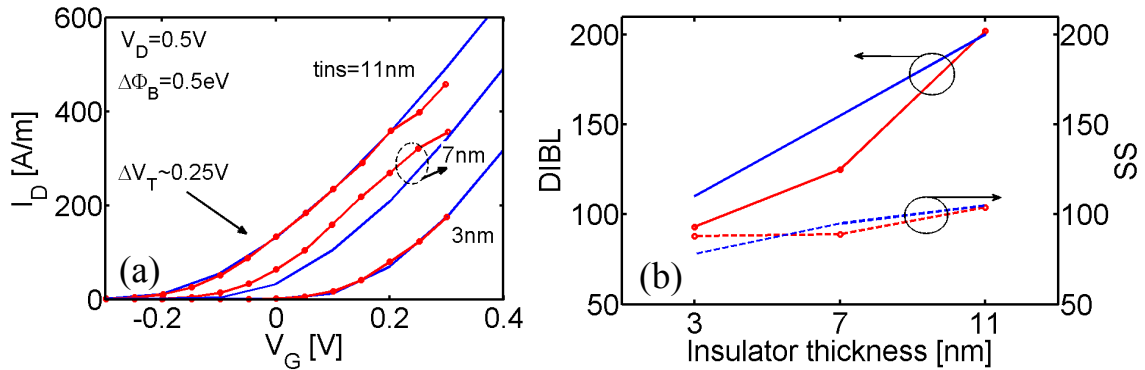 600
400
200
0
I_D [A/m]
V_D=0.5V
ΔΦ_B=0.5eV
tins=11nm
ΔV_T~0.25V
7nm
3nm
(a)
-0.2 0 0.2 0.4
V_G [V]
200
150
100
50
DIBL
(b)
200
150
100
50
SS
3 7 11
Insulator thickness [nm]